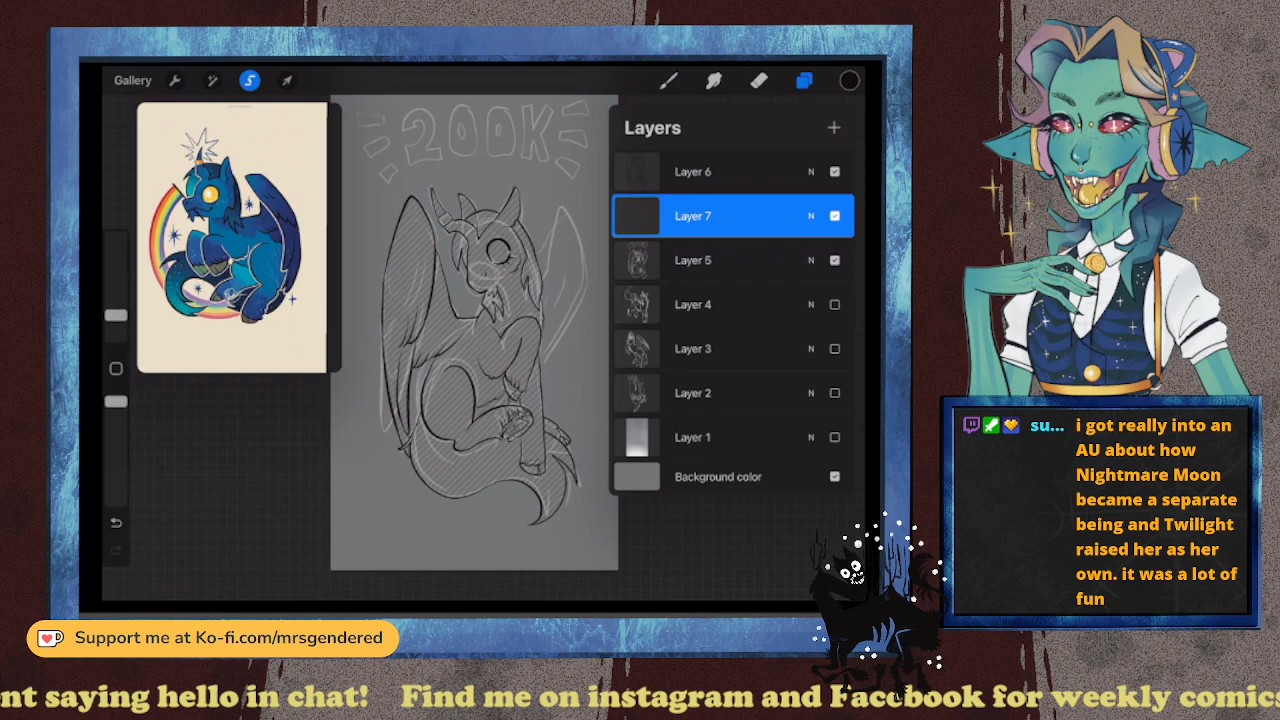 Gallery
200K
Layers
Layer 6 N
Layer 7 N
Layer 5 N
Layer 4 N
Layer 3 N
Layer 2 N
Layer 1 N
Background color
su... i got really into an
AU about how
Nightmare Moon
became a separate
being and Twilight
raised her as her
own. it was a lot of
fun
Support me at Ko-fi.com/mrsgendered
nt saying hello in chat! Find me on instagram and Facebook for weekly comics